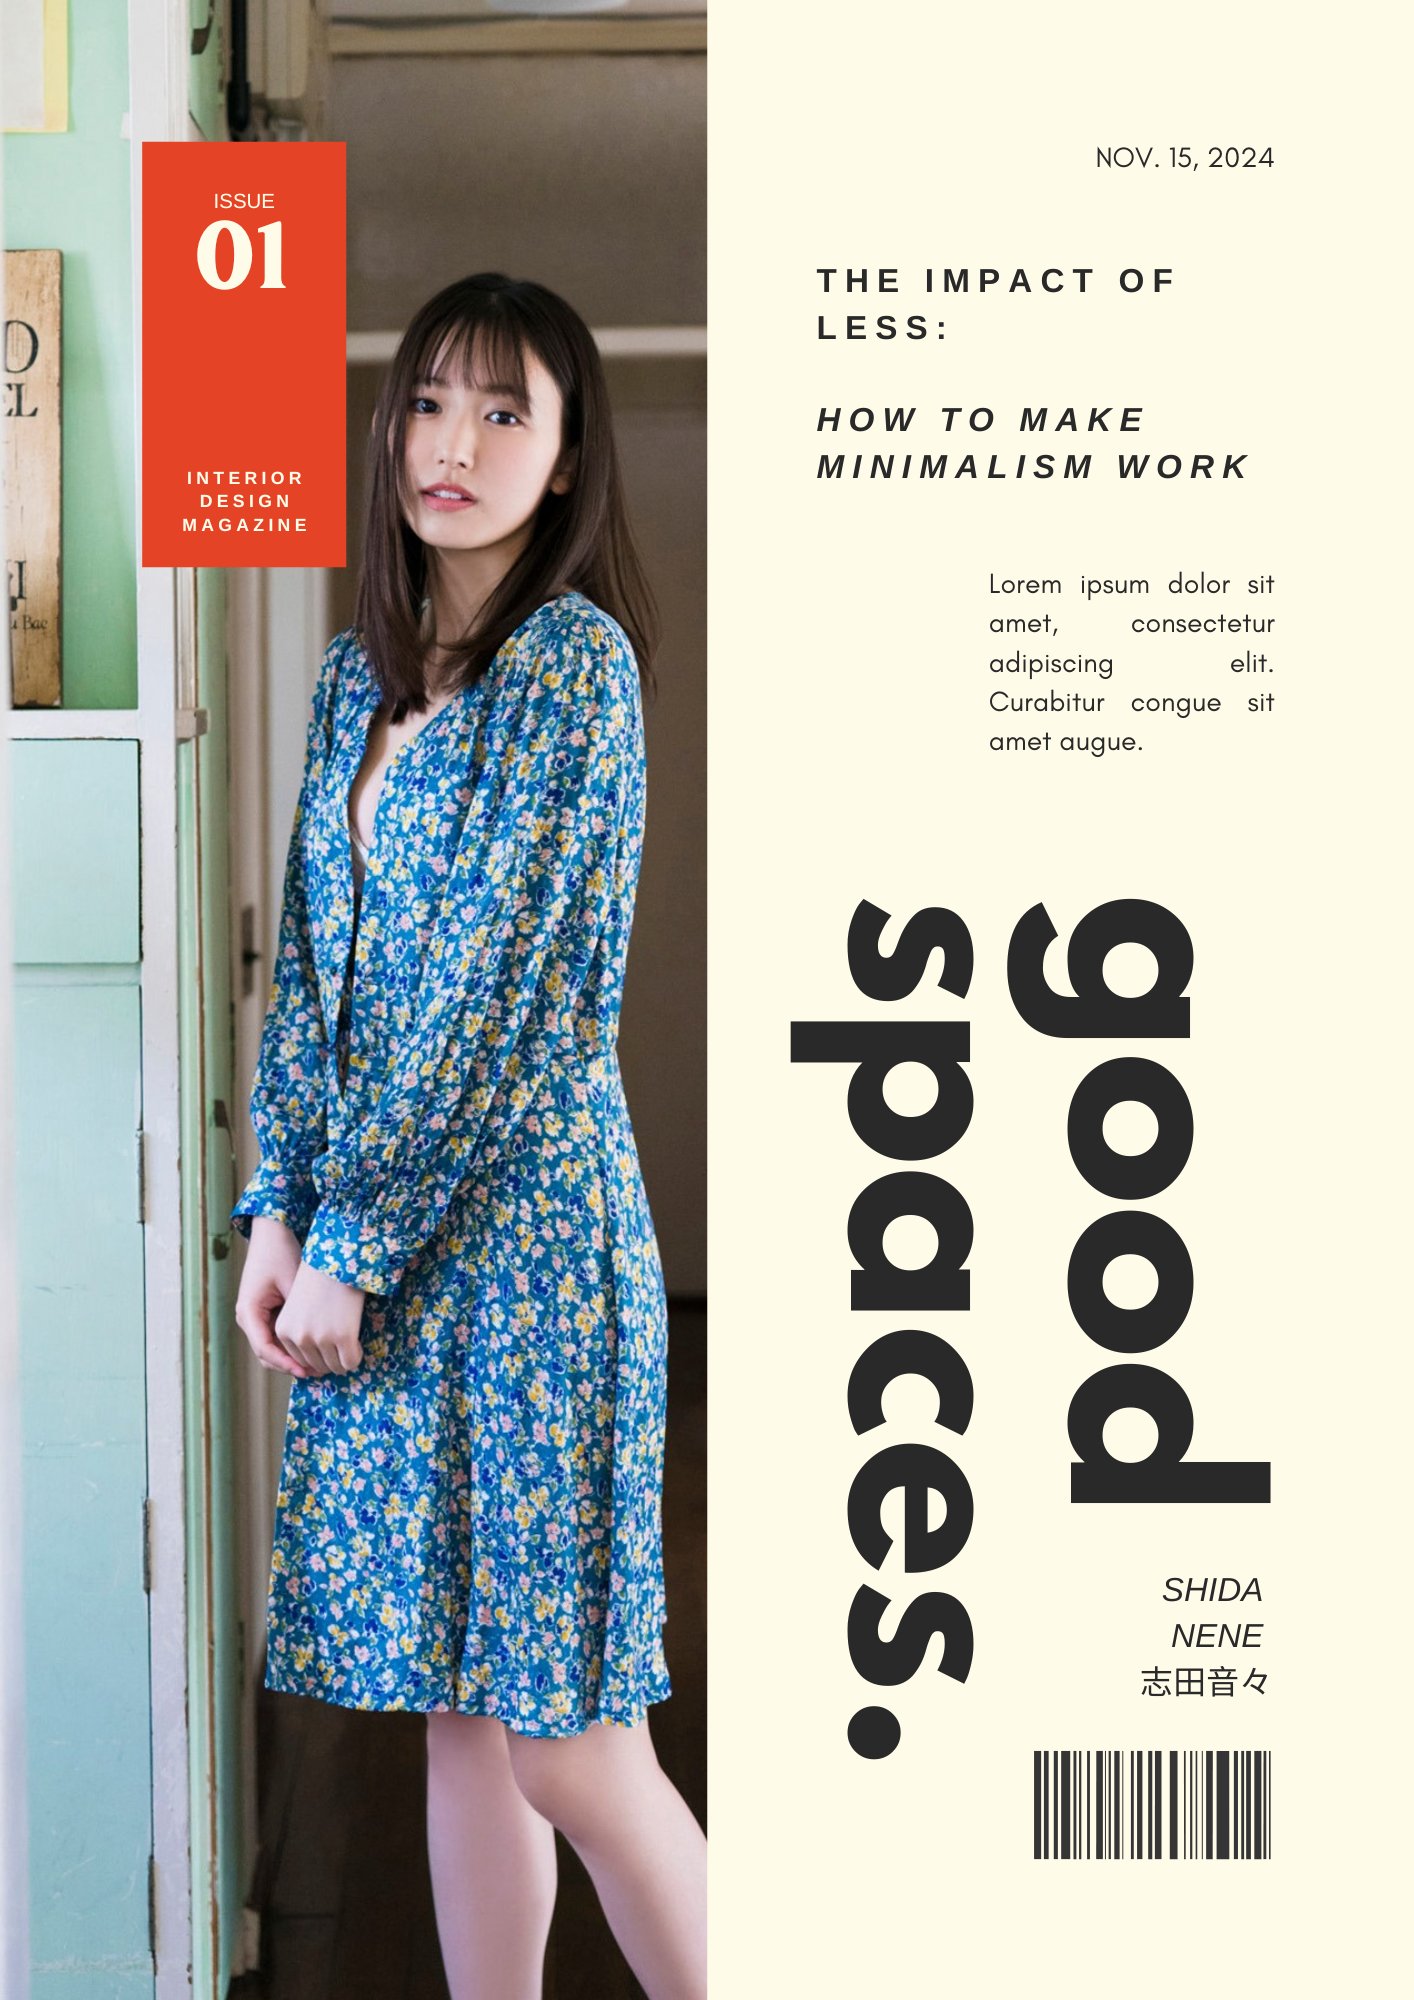 ISSUE
01
INTERIOR
DESIGN
MAGAZINE
NOV. 15, 2024
THE IMPACT OF
LESS:
HOW TO MAKE
MINIMALISM WORK
Lorem ipsum dolor sit
amet, consectetur
adipiscing elit.
Curabitur congue sit
amet augue.
good
spaces.
SHIDA
NENE
志田音々